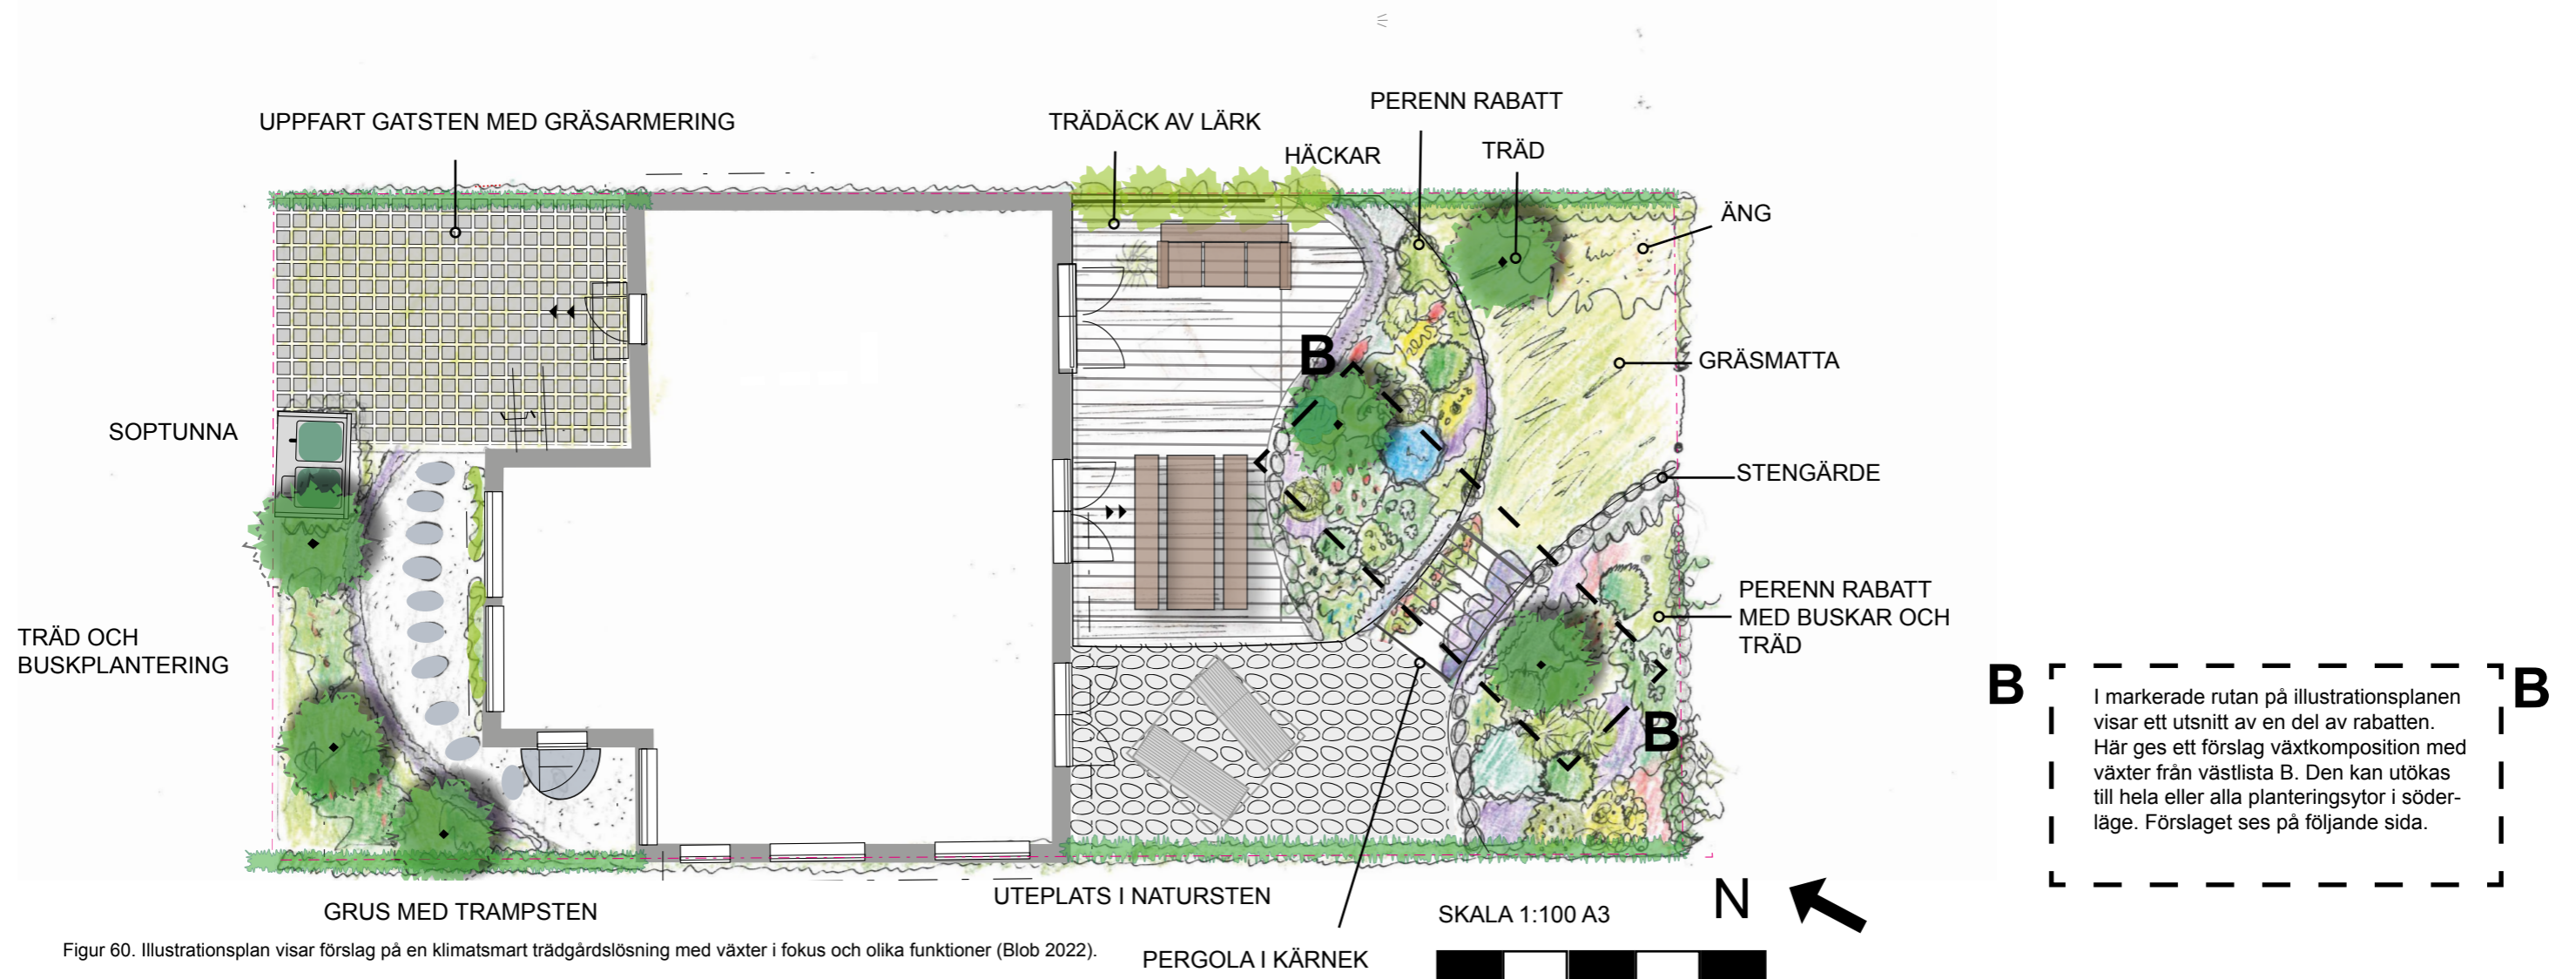 UPPFART GATSTEN MED GRÄSARMERING
TRÄDÄCK AV LÄRK
HÄCKAR
PERENN RABATT
TRÄD
ÄNG
GRÄSMATTA
SOPTUNNA
B
STENGÄRDE
TRÄD OCH
BUSKPLANTERING
PERENN RABATT
MED BUSKAR OCH
TRÄD
B
B
B
I markerade rutan på illustrationsplanen
visar ett utsnitt av en del av rabatten.
Här ges ett förslag växtkomposition med
växter från västlista B. Den kan utökas
till hela eller alla planteringsytor i söder-
läge. Förslaget ses på följande sida.
GRUS MED TRAMPSTEN
UTEPLATS I NATURSTEN
PERGOLA I KÄRNEK
SKALA 1:100 A3
N
Figur 60. Illustrationsplan visar förslag på en klimatsmart trädgårdslösning med växter i fokus och olika funktioner (Blob 2022).